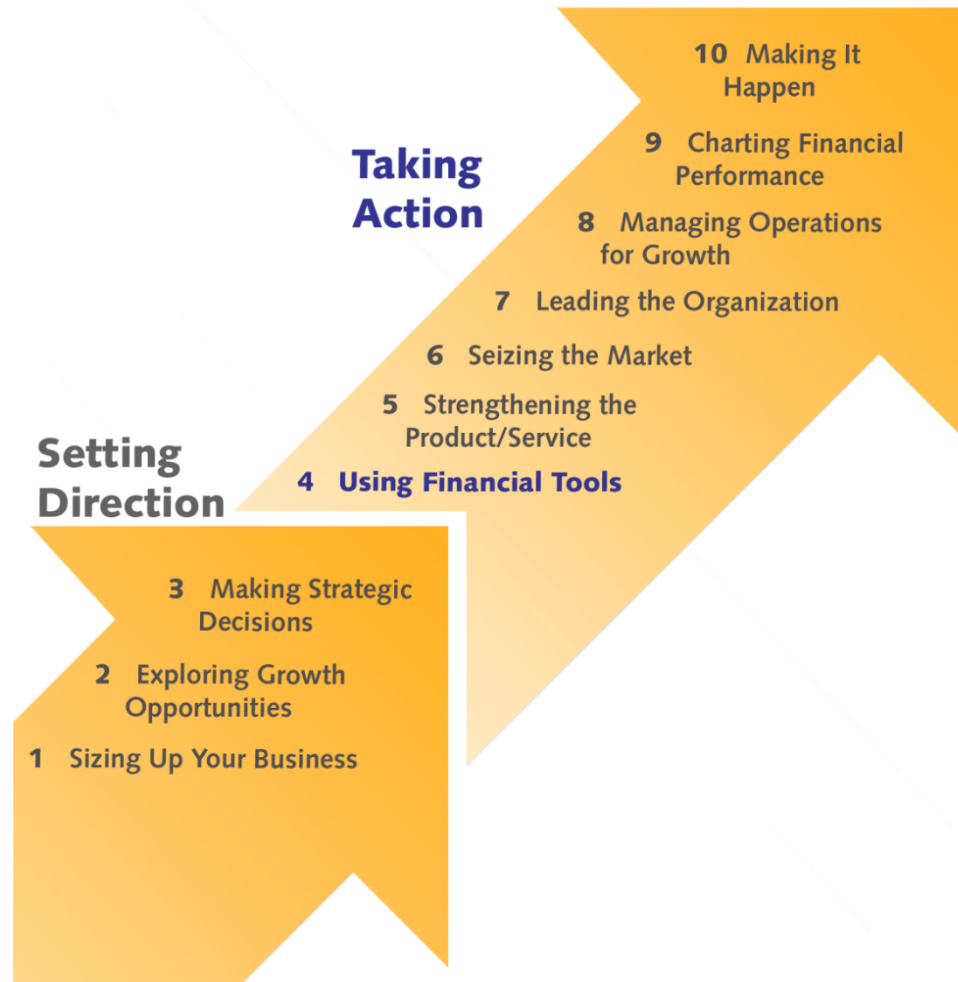 10 Making It
Happen
9 Charting Financial
Performance
Taking
Action
8 Managing Operations
for Growth
7 Leading the Organization
6 Seizing the Market
5 Strengthening the
Product/Service
4 Using Financial Tools
Setting
Direction
3 Making Strategic
Decisions
2 Exploring Growth
Opportunities
1 Sizing Up Your Business